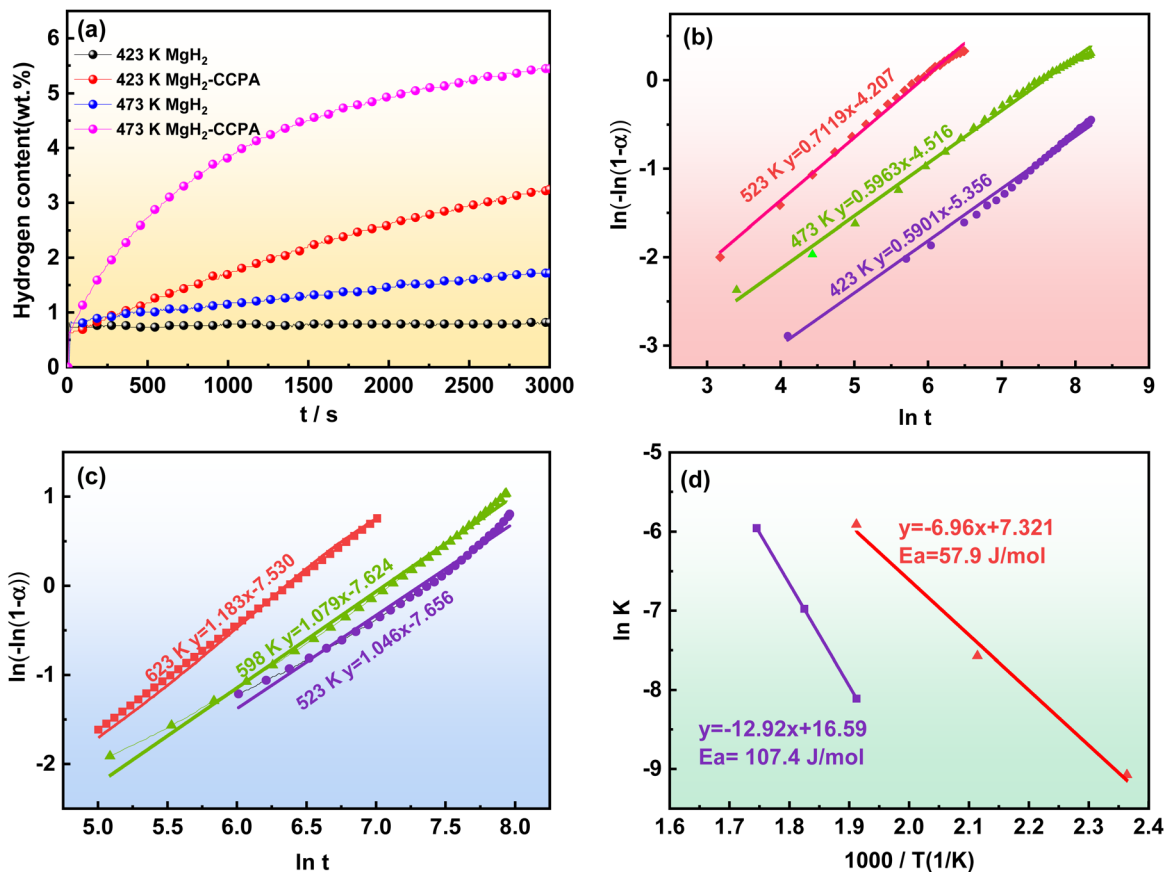 (a)
6
5
4
3
2
1
0
0 500 1000 1500 2000 2500 3000
Hydrogen content(wt.%)
t / s
423 K MgH₂
423 K MgH₂-CCPA
473 K MgH₂
473 K MgH₂-CCPA
(b)
0
-1
-2
-3
3 4 5 6 7 8 9
ln(-ln(1-α))
ln t
523 K y=0.7119x-4.207
473 K y=0.5963x-4.516
423 K y=0.5901x-5.356
(c)
1
0
-1
-2
5.0 5.5 6.0 6.5 7.0 7.5 8.0
ln(-ln(1-α))
ln t
623 K y=1.183x-7.530
598 K y=1.079x-7.624
523 K y=1.046x-7.656
(d)
-5
-6
-7
-8
-9
1.6 1.7 1.8 1.9 2.0 2.1 2.2 2.3 2.4
ln K
1000 / T(1/K)
y=-6.96x+7.321
Ea=57.9 J/mol
y=-12.92x+16.59
Ea= 107.4 J/mol